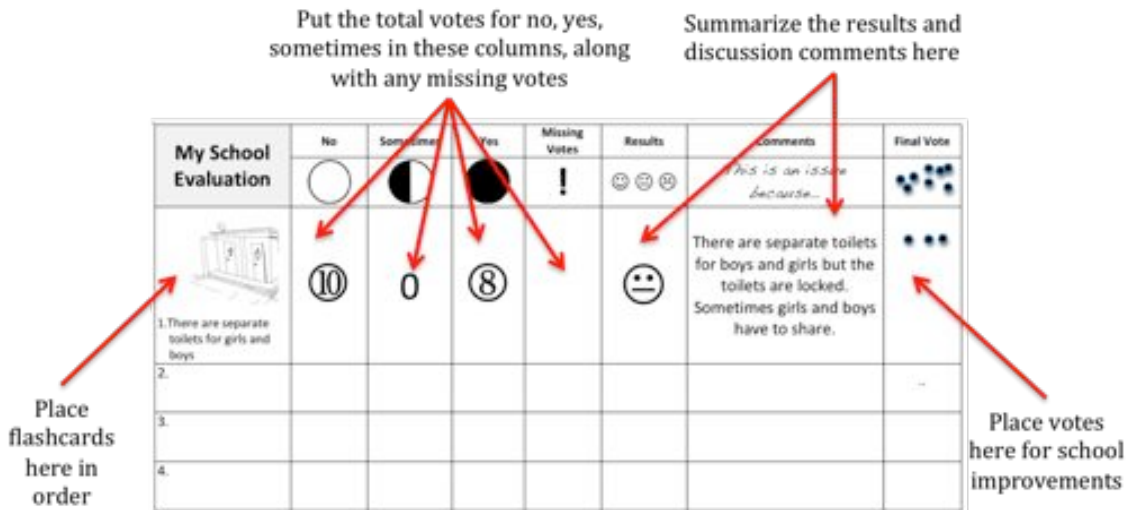 Put the total votes for no, yes,
sometimes in these columns, along
with any missing votes
Summarize the results and
discussion comments here
My School
Evaluation
No
Sometimes
Yes
Missing
Votes
Results
Comments
Final Vote
!
This is an issue
because...
1.There are separate
toilets for girls and
boys
10
0
8
There are separate toilets
for boys and girls but the
toilets are locked.
Sometimes girls and boys
have to share.
2.
3.
4.
Place
flashcards
here in
order
Place votes
here for school
improvements